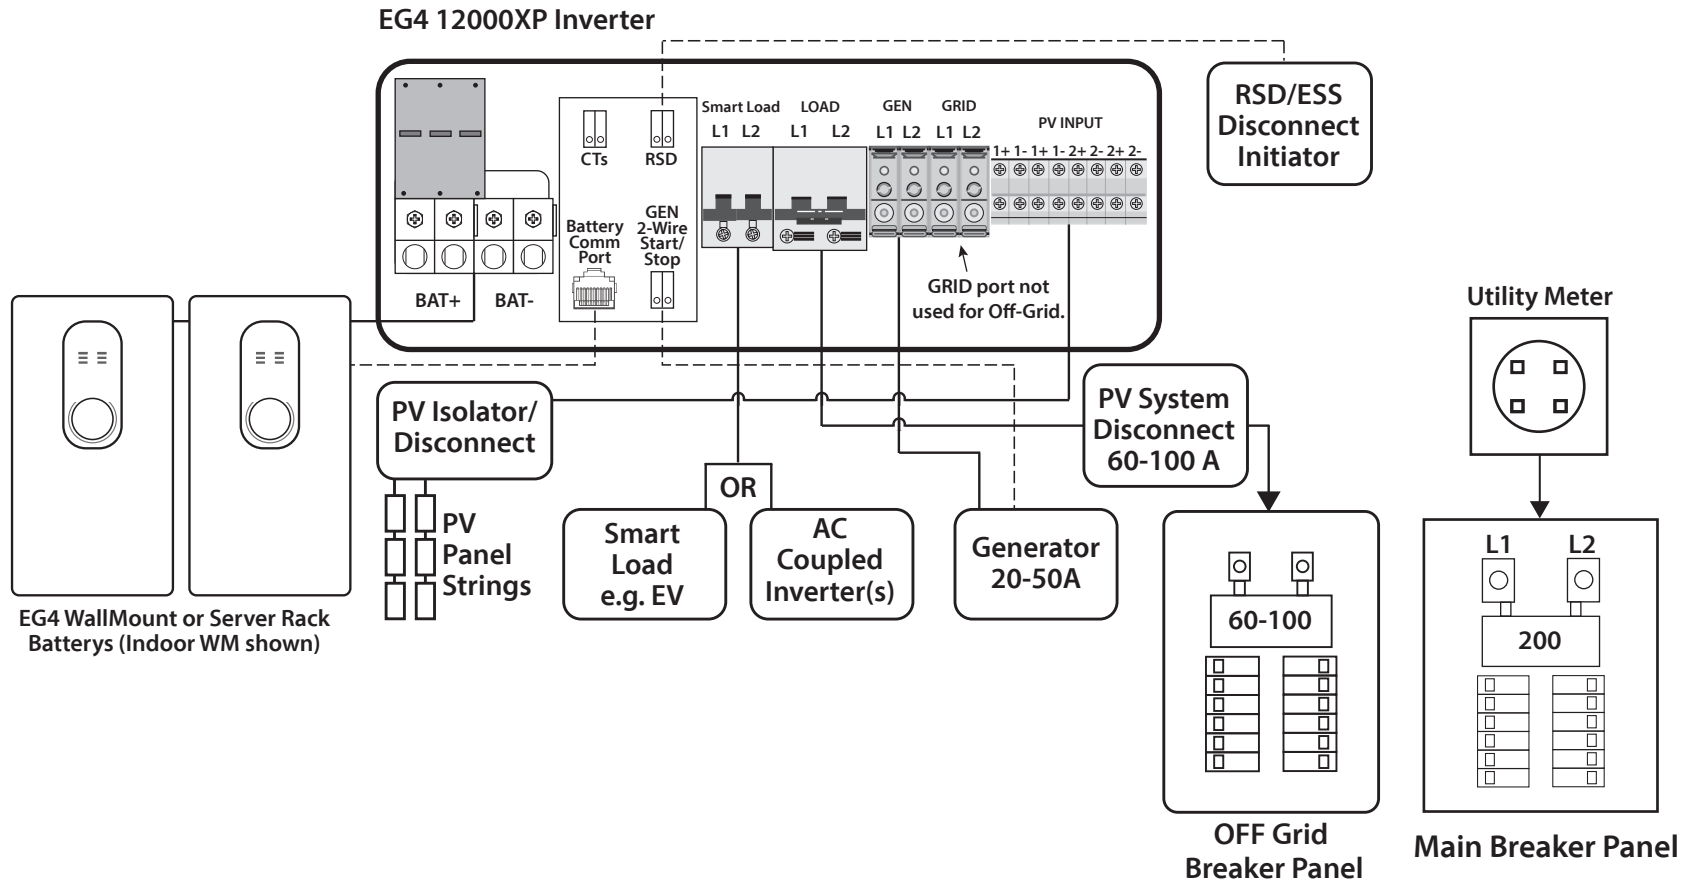 EG4 12000XP Inverter
RSD/ESS
Disconnect
Initiator
Smart Load
LOAD
GEN
GRID
PV INPUT
L1 L2
L1 L2
L1 L2
L1 L2
1+ 1- 1+ 1- 2+ 2- 2+ 2-
CTs
RSD
Battery
Comm
Port
GEN
2-Wire
Start/
Stop
BAT+
BAT-
GRID port not
used for Off-Grid.
Utility Meter
PV Isolator/
Disconnect
PV System
Disconnect
60-100 A
OR
PV
Panel
Strings
Smart
Load
e.g. EV
AC
Coupled
Inverter(s)
Generator
20-50A
EG4 WallMount or Server Rack
Batterys (Indoor WM shown)
60-100
L1
L2
200
OFF Grid
Breaker Panel
Main Breaker Panel